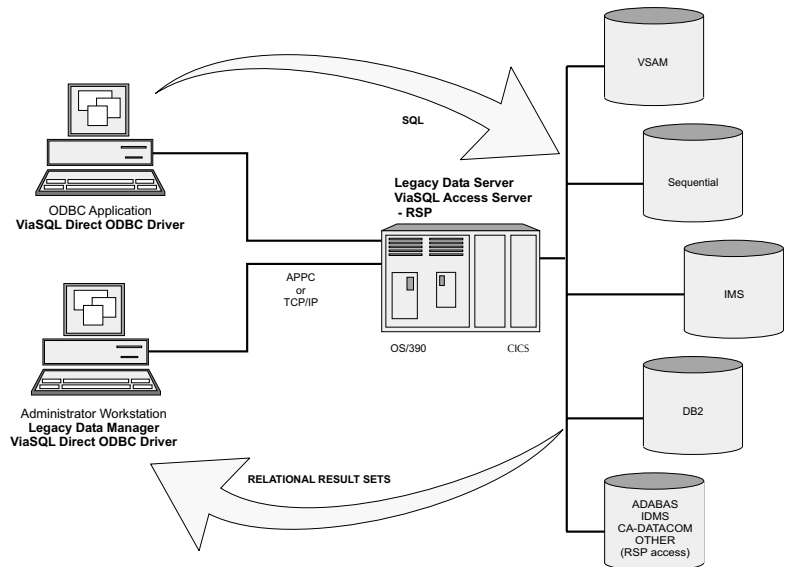 VSAM
SQL
Sequential
Legacy Data Server
ViaSQL Access Server
- RSP
ODBC Application
ViaSQL Direct ODBC Driver
APPC
or
TCP/IP
IMS
OS/390
CICS
Administrator Workstation
Legacy Data Manager
ViaSQL Direct ODBC Driver
DB2
RELATIONAL RESULT SETS
ADABAS
IDMS
CA-DATACOM
OTHER
(RSP access)